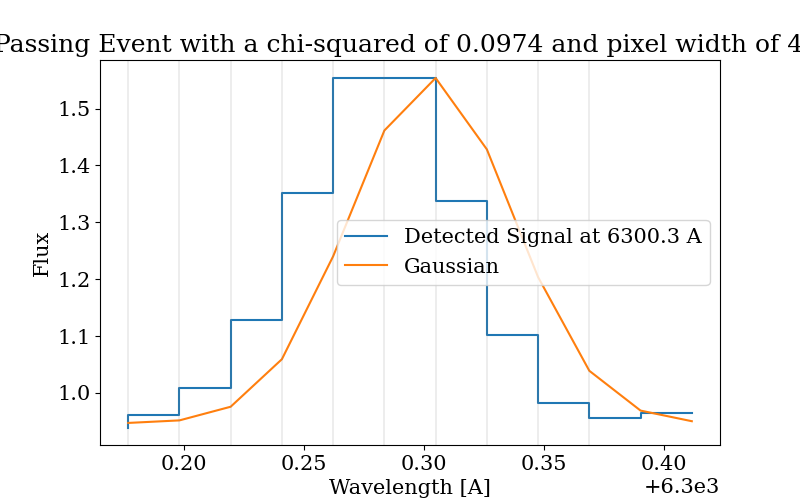 Passing Event with a chi-squared of 0.0974 and pixel width of 4
1.5
1.4
1.3
1.2
1.1
1.0
Flux
Detected Signal at 6300.3 A
Gaussian
0.20
0.25
0.30
0.35
0.40
Wavelength [A]
+6.3e3